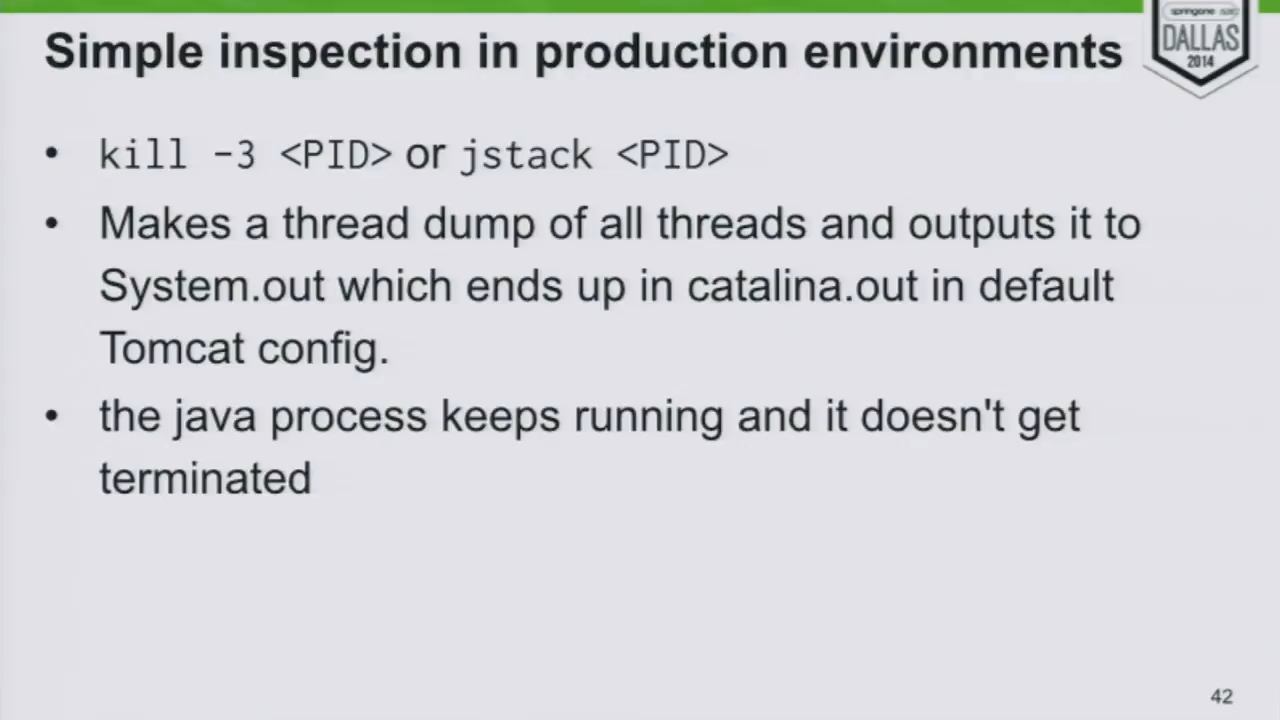 springone
DALLAS
2014
Simple inspection in production environments
• kill -3 <PID> or jstack <PID>
• Makes a thread dump of all threads and outputs it to
System.out which ends up in catalina.out in default
Tomcat config.
• the java process keeps running and it doesn't get
terminated
42